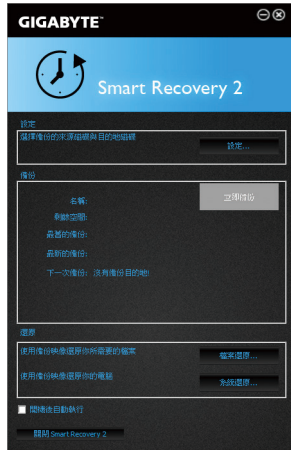 GIGABYTE™
Smart Recovery 2
設定
選擇備份的來源磁碟與目的地磁碟
設定...
備份
立即備份
名稱:
剩餘空間:
最舊的備份:
最新的備份:
下一次備份: 沒有備份目的地!
還原
使用備份映像還原你所需要的檔案
檔案還原...
使用備份映像還原你的電腦
系統還原...
開機後自動執行
關閉 Smart Recovery 2